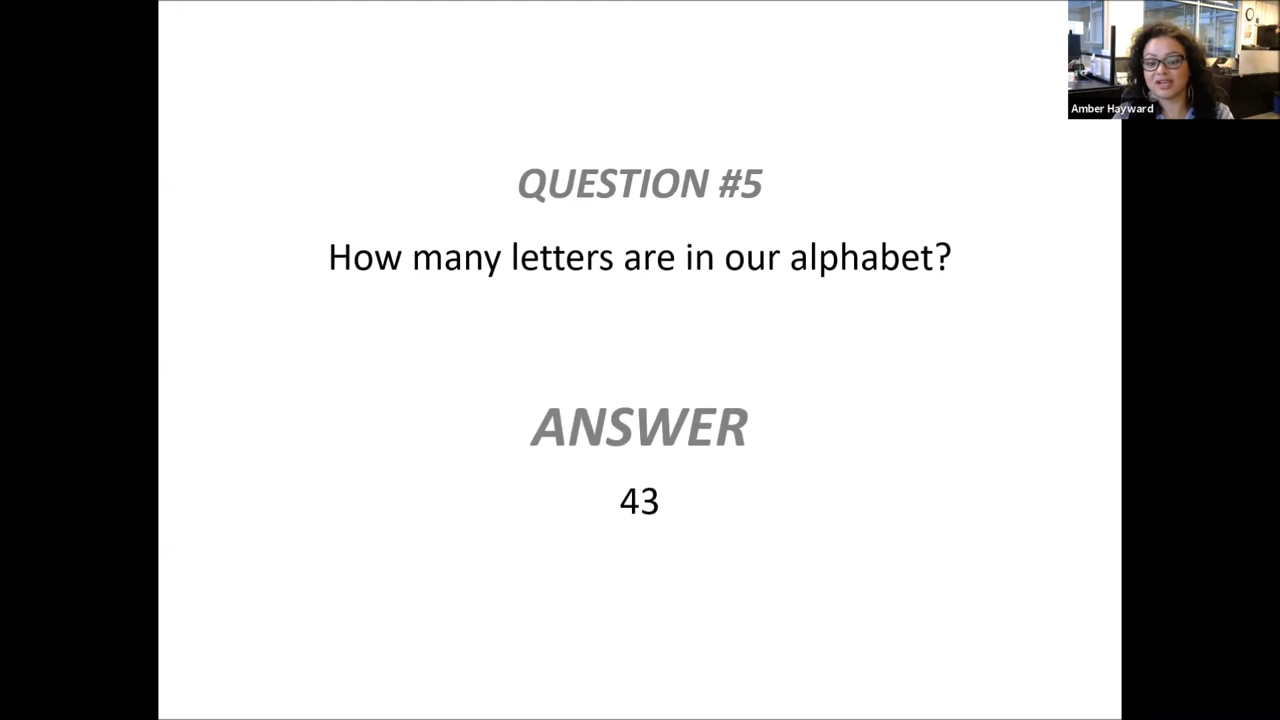 Amber Hayward
QUESTION #5
How many letters are in our alphabet?
ANSWER
43